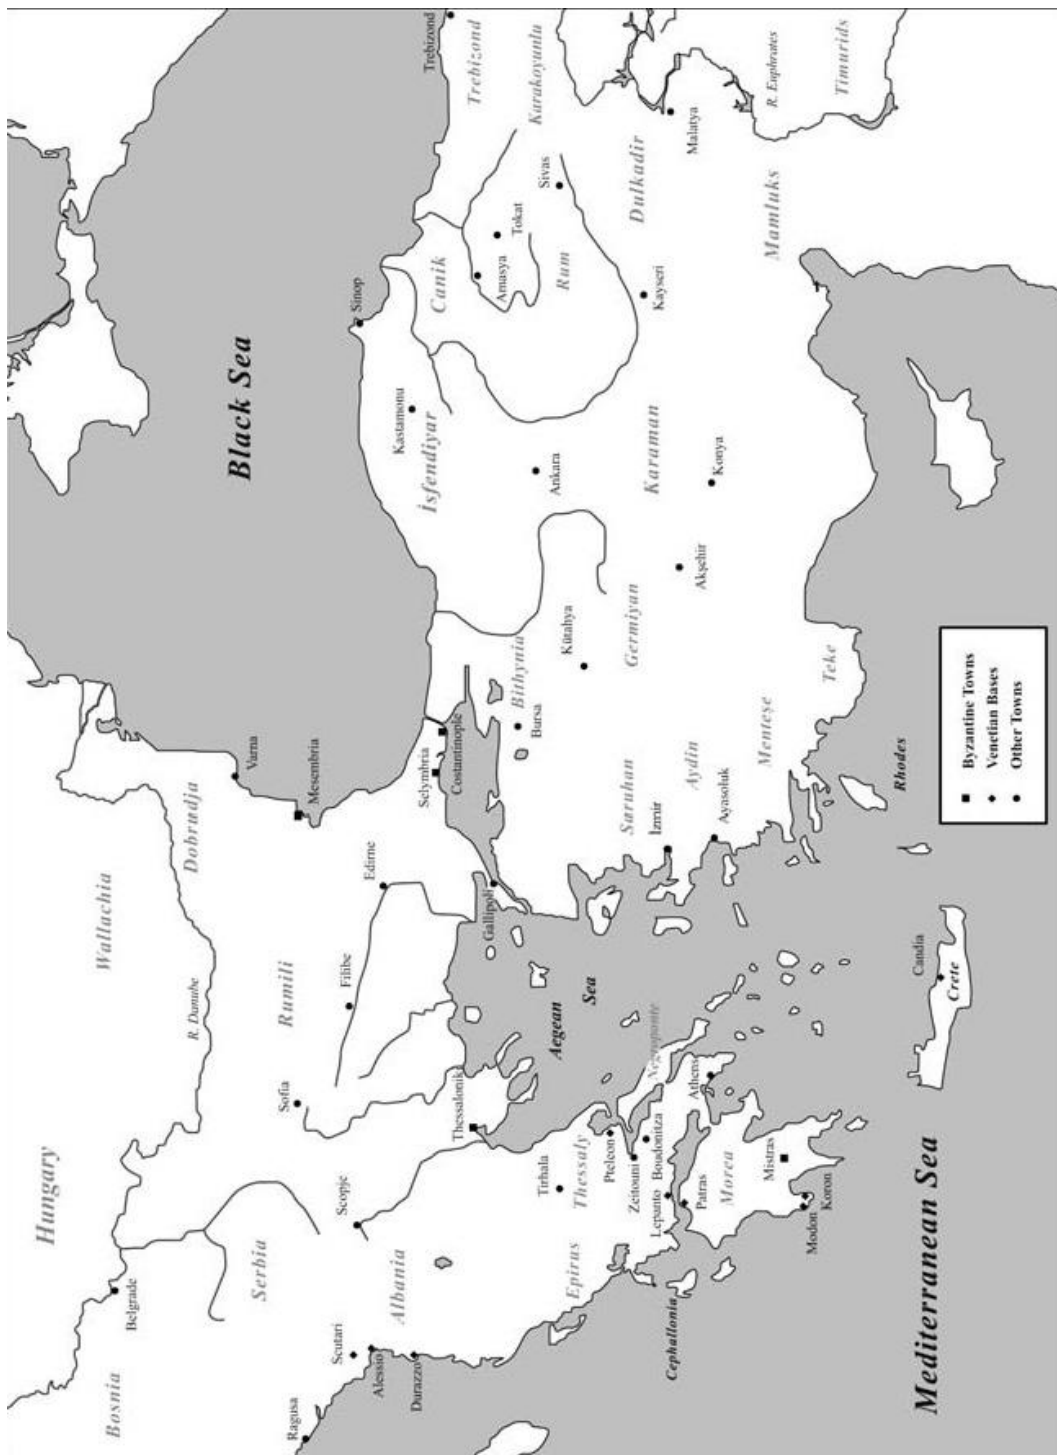 Black Sea
Mediterranean Sea
Aegean
Sea
Hungary
Bosnia
Serbia
Albania
Epirus
Thessaly
Morea
Negroponte
Wallachia
Dobrudja
Rumili
R. Danube
Bithynia
Saruhan
Aydin
Menteşe
Teke
Germiyan
Karaman
İsfendiyar
Canik
Rum
Dulkadir
Mamluks
Karakoyunlu
Trebizond
Timurids
R. Euphrates
Rhodes
Crete
Cephallonia
Ragusa
Belgrade
Scutari
Alessio
Durazzo
Scopje
Sofia
Filibe
Edirne
Varna
Mesembria
Selymbria
Costantinople
Gallipoli
Thessaloniki
Tirhala
Pteleon
Zeitouni
Boudonitza
Lepanto
Patras
Athens
Mistras
Modon
Koron
Candia
Bursa
Kütahya
İzmir
Ayasoluk
Akşehir
Konya
Ankara
Kastamonu
Sinop
Amasya
Tokat
Sivas
Kayseri
Malatya
Trebizond
Byzantine Towns
Venetian Bases
Other Towns